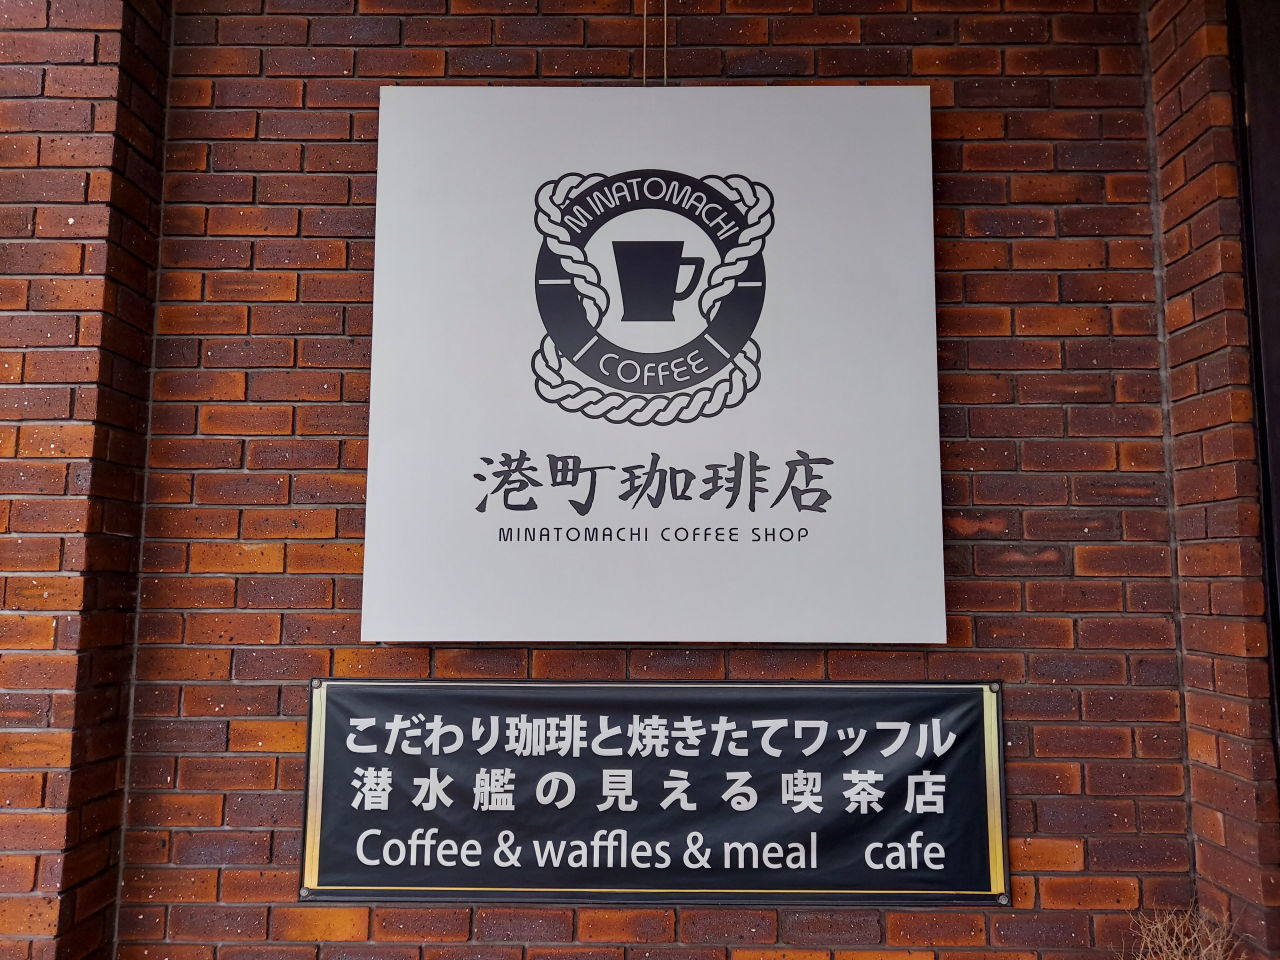 MINATOMACHI
COFFEE
港町珈琲店
MINATOMACHI COFFEE SHOP
こだわり珈琲と焼きたてワッフル
潜水艦の見える喫茶店
Coffee & waffles & meal cafe